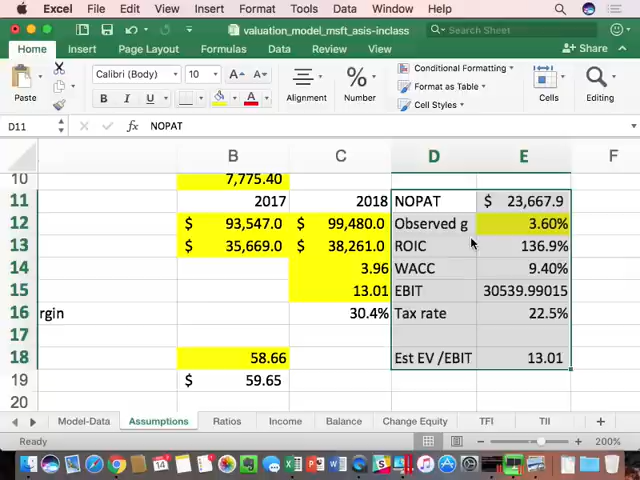 Excel File Edit View Insert Format Tools Data Window Help
valuation_model_msft_asis-inclass
Search Sheet
Home Insert Page Layout Formulas Data Review View Share
Paste
Calibri (Body) 10 A A
B I U A
Alignment
%
Number
Conditional Formatting
Format as Table
Cell Styles
Cells
Editing
D11 fx NOPAT
B C D E F
10 7,775.40
11 2017 2018 NOPAT $ 23,667.9
12 $ 93,547.0 $ 99,480.0 Observed g 3.60%
13 $ 35,669.0 $ 38,261.0 ROIC 136.9%
14 3.96 WACC 9.40%
15 13.01 EBIT 30539.99015
16 rgin 30.4% Tax rate 22.5%
17
18 58.66 Est EV /EBIT 13.01
19 $ 59.65
20
Model-Data Assumptions Ratios Income Balance Change Equity TFI TII +
Ready 200%